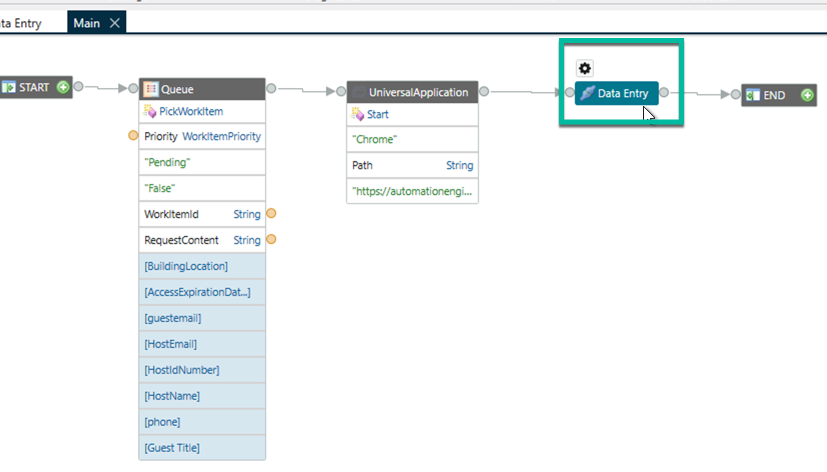 ta Entry
Main
START
Queue
PickWorkItem
Priority WorkItemPriority
"Pending"
"False"
WorkItemId String
RequestContent String
[BuildingLocation]
[AccessExpirationDat...]
[guestemail]
[HostEmail]
[HostIdNumber]
[HostName]
[phone]
[Guest Title]
UniversalApplication
Start
"Chrome"
Path String
"https://automationengi...
Data Entry
END